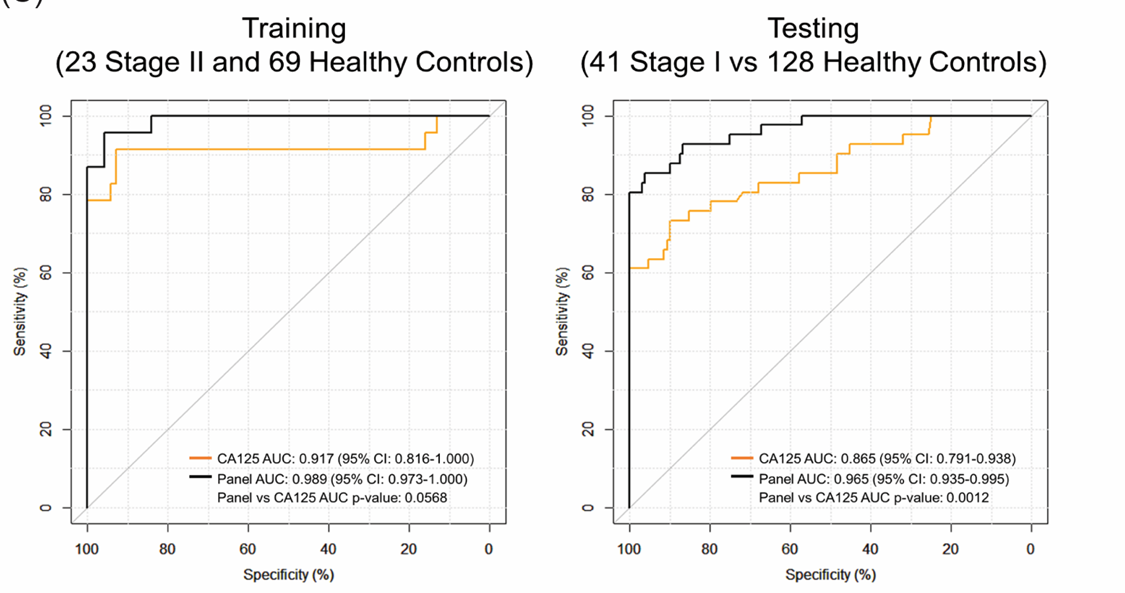 Training
(23 Stage II and 69 Healthy Controls)
Testing
(41 Stage I vs 128 Healthy Controls)
Sensitivity (%)
100
80
60
40
20
0
CA125 AUC: 0.917 (95% CI: 0.816-1.000)
Panel AUC: 0.989 (95% CI: 0.973-1.000)
Panel vs CA125 AUC p-value: 0.0568
100
80
60
40
20
0
Specificity (%)
Sensitivity (%)
100
80
60
40
20
0
CA125 AUC: 0.865 (95% CI: 0.791-0.938)
Panel AUC: 0.965 (95% CI: 0.935-0.995)
Panel vs CA125 AUC p-value: 0.0012
100
80
60
40
20
0
Specificity (%)